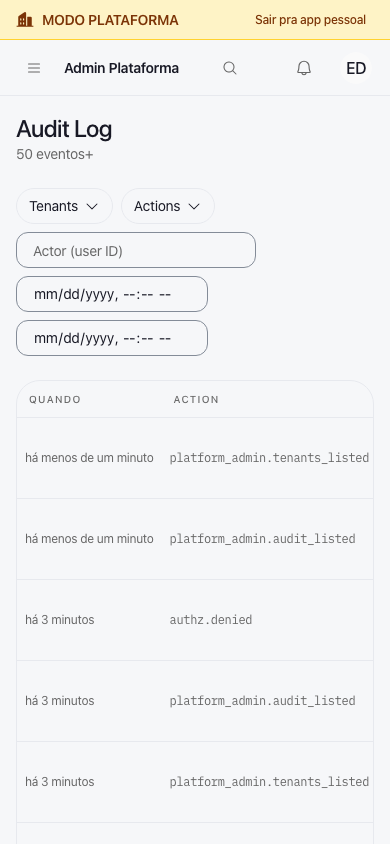 MODO PLATAFORMA Sair pra app pessoal
Admin Plataforma ED
Audit Log
50 eventos+
Tenants Actions
Actor (user ID)
mm/dd/yyyy, --:-- --
mm/dd/yyyy, --:-- --
QUANDO ACTION
há menos de um minuto platform_admin.tenants_listed
há menos de um minuto platform_admin.audit_listed
há 3 minutos authz.denied
há 3 minutos platform_admin.audit_listed
há 3 minutos platform_admin.tenants_listed